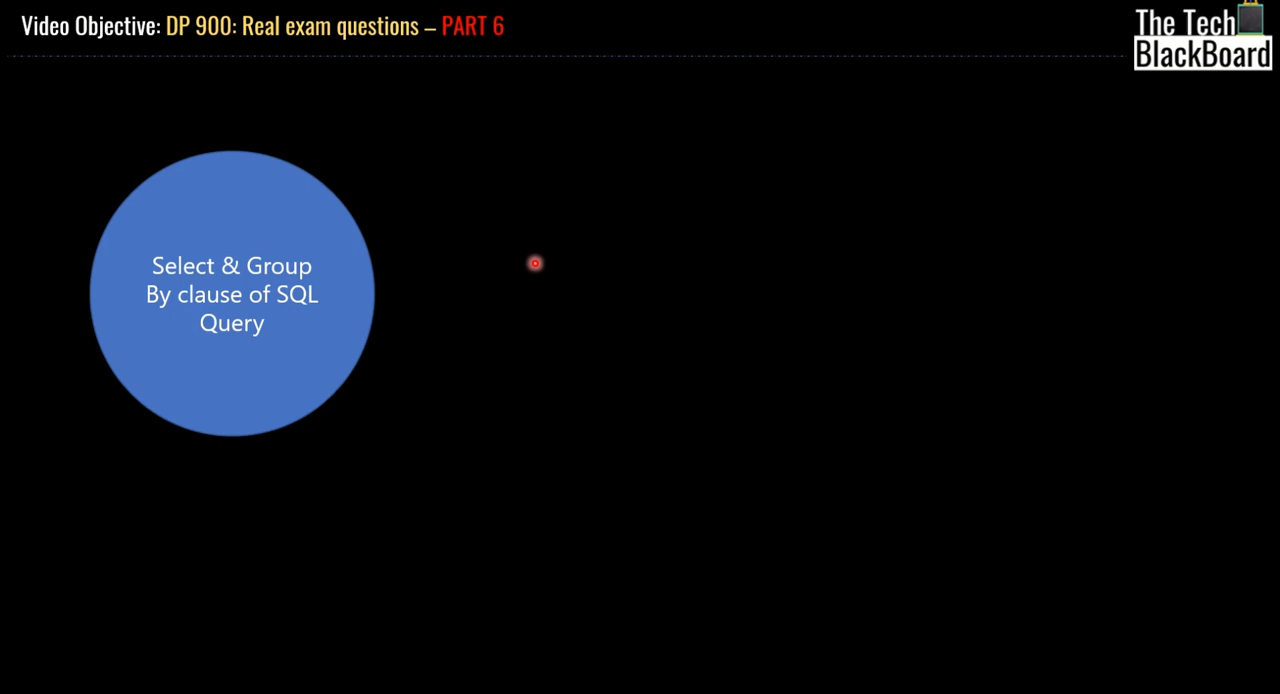 Video Objective: DP 900: Real exam questions – PART 6
The Tech
BlackBoard
Select & Group
By clause of SQL
Query